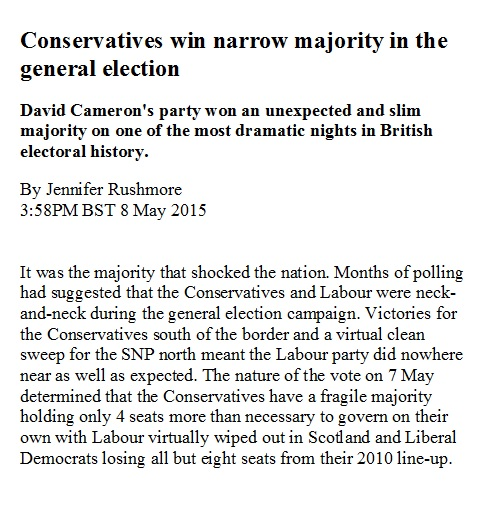 Conservatives win narrow majority in the
general election
David Cameron's party won an unexpected and slim
majority on one of the most dramatic nights in British
electoral history.
By Jennifer Rushmore
3:58PM BST 8 May 2015
It was the majority that shocked the nation. Months of polling
had suggested that the Conservatives and Labour were neck-
and-neck during the general election campaign. Victories for
the Conservatives south of the border and a virtual clean
sweep for the SNP north meant the Labour party did nowhere
near as well as expected. The nature of the vote on 7 May
determined that the Conservatives have a fragile majority
holding only 4 seats more than necessary to govern on their
own with Labour virtually wiped out in Scotland and Liberal
Democrats losing all but eight seats from their 2010 line-up.